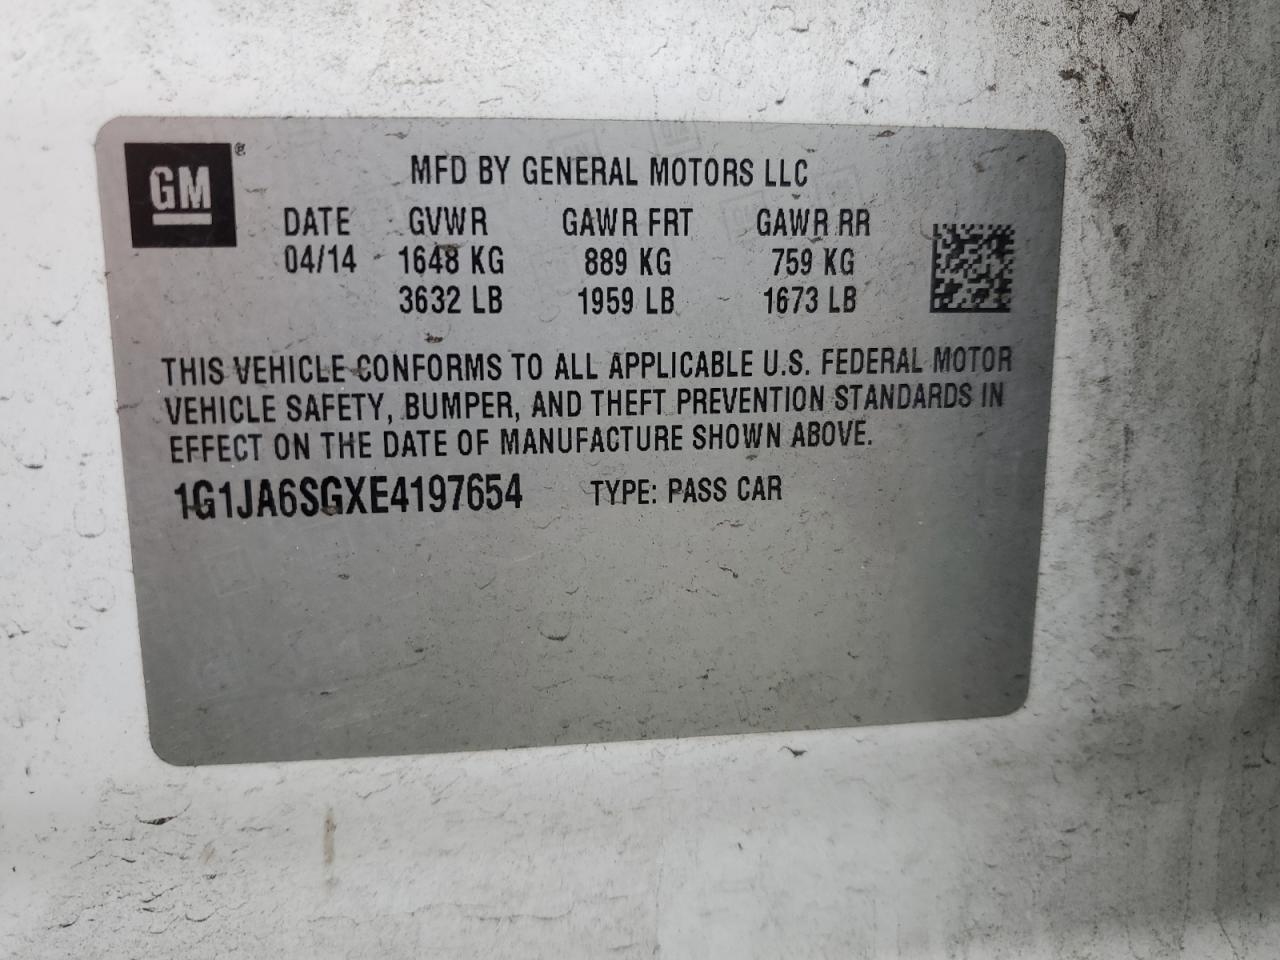 GM®
MFD BY GENERAL MOTORS LLC
DATE GVWR GAWR FRT GAWR RR
04/14 1648 KG 889 KG 759 KG
3632 LB 1959 LB 1673 LB
THIS VEHICLE CONFORMS TO ALL APPLICABLE U.S. FEDERAL MOTOR
VEHICLE SAFETY, BUMPER, AND THEFT PREVENTION STANDARDS IN
EFFECT ON THE DATE OF MANUFACTURE SHOWN ABOVE.
1G1JA6SGXE4197654 TYPE: PASS CAR